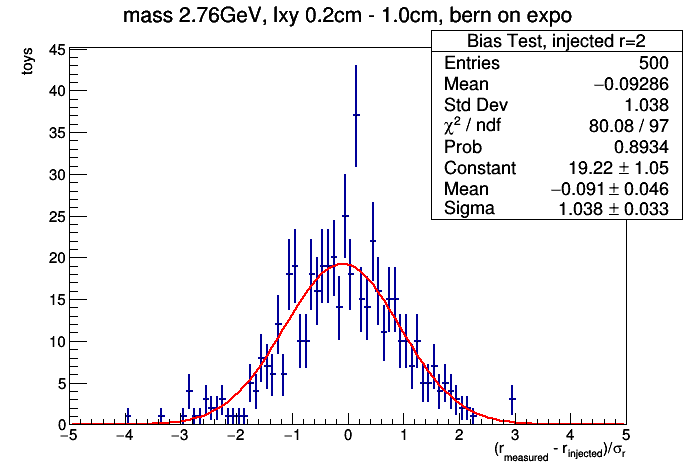 mass 2.76GeV, lxy 0.2cm - 1.0cm, bern on expo
Bias Test, injected r=2
Entries 500
Mean −0.09286
Std Dev 1.038
χ² / ndf 80.08 / 97
Prob 0.8934
Constant 19.22 ± 1.05
Mean −0.091 ± 0.046
Sigma 1.038 ± 0.033
toys
45
40
35
30
25
20
15
10
5
0
−5 −4 −3 −2 −1 0 1 2 3 4 5
(r_measured - r_injected)/σ_r